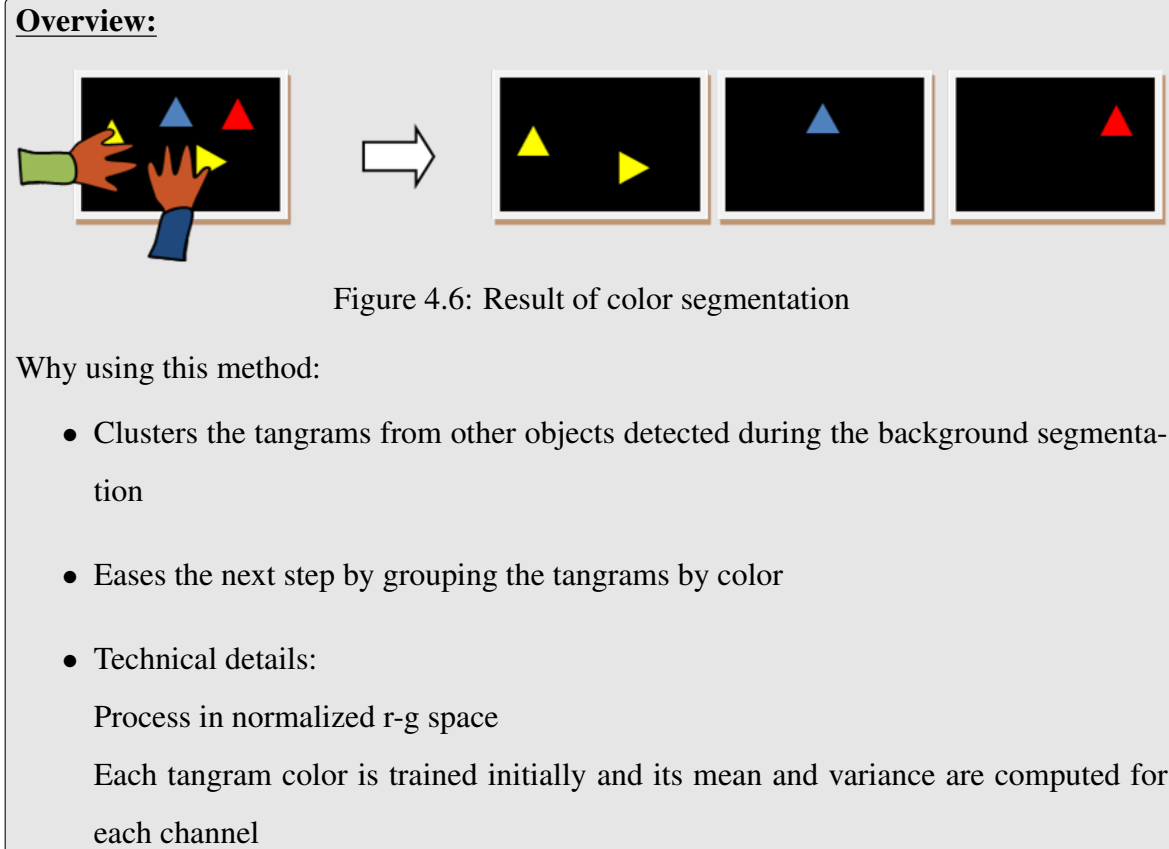 Overview:
Figure 4.6: Result of color segmentation
Why using this method:
• Clusters the tangrams from other objects detected during the background segmenta-
tion
• Eases the next step by grouping the tangrams by color
• Technical details:
Process in normalized r-g space
Each tangram color is trained initially and its mean and variance are computed for
each channel